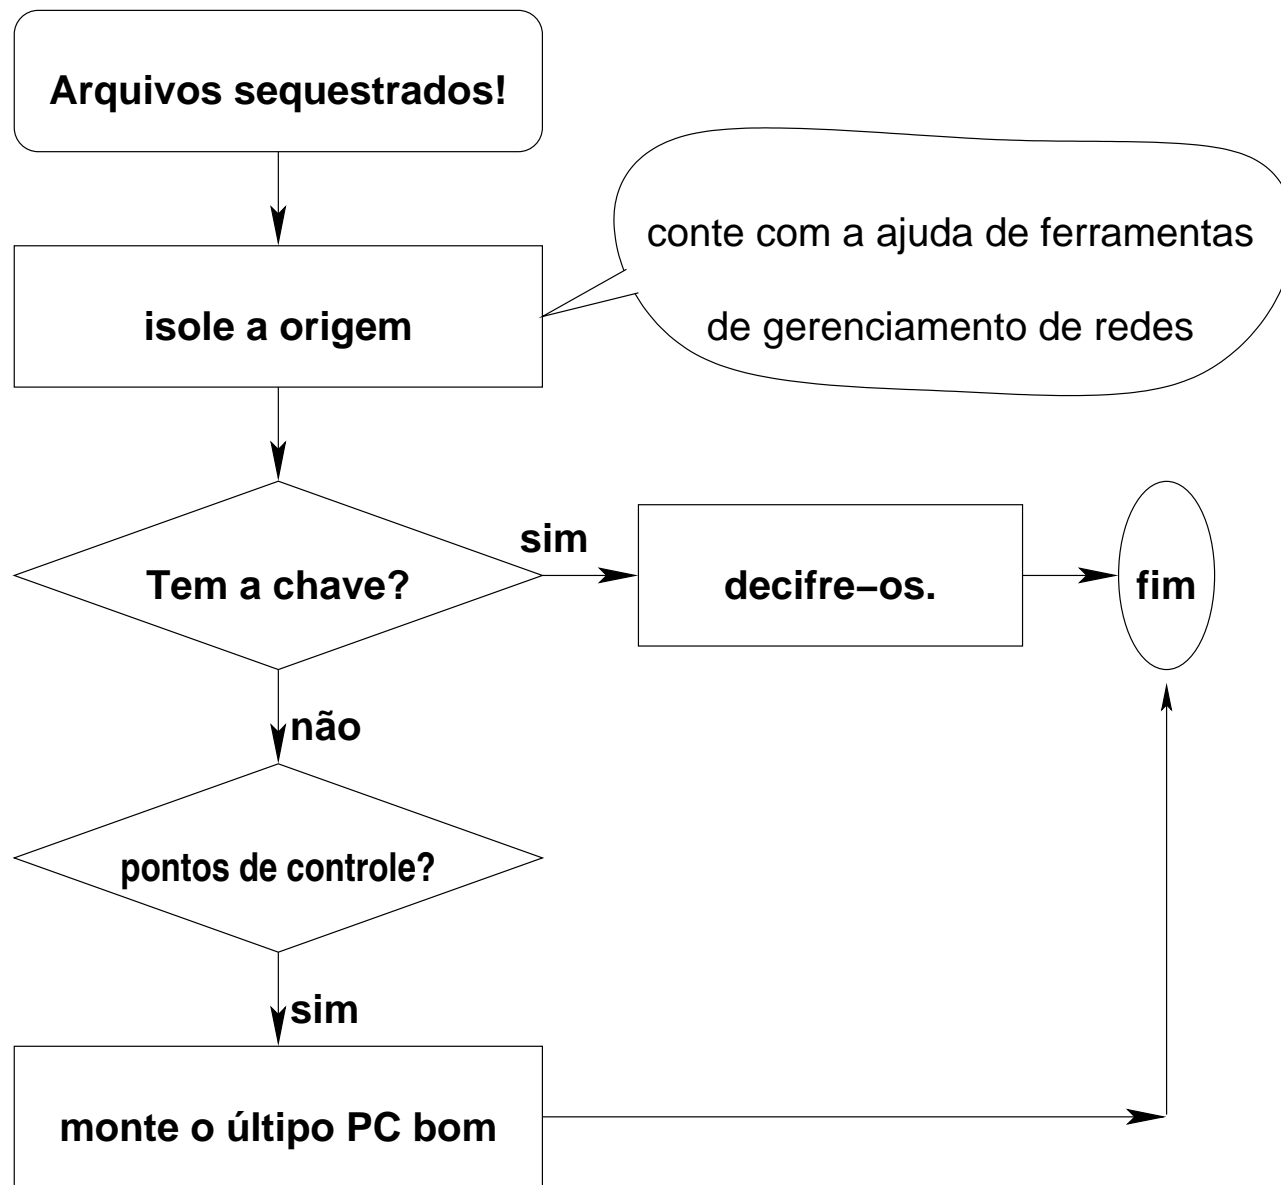 Arquivos sequestrados!
conte com a ajuda de ferramentas
de gerenciamento de redes
isole a origem
Tem a chave?
sim
decifre–os.
fim
não
pontos de controle?
sim
monte o últipo PC bom